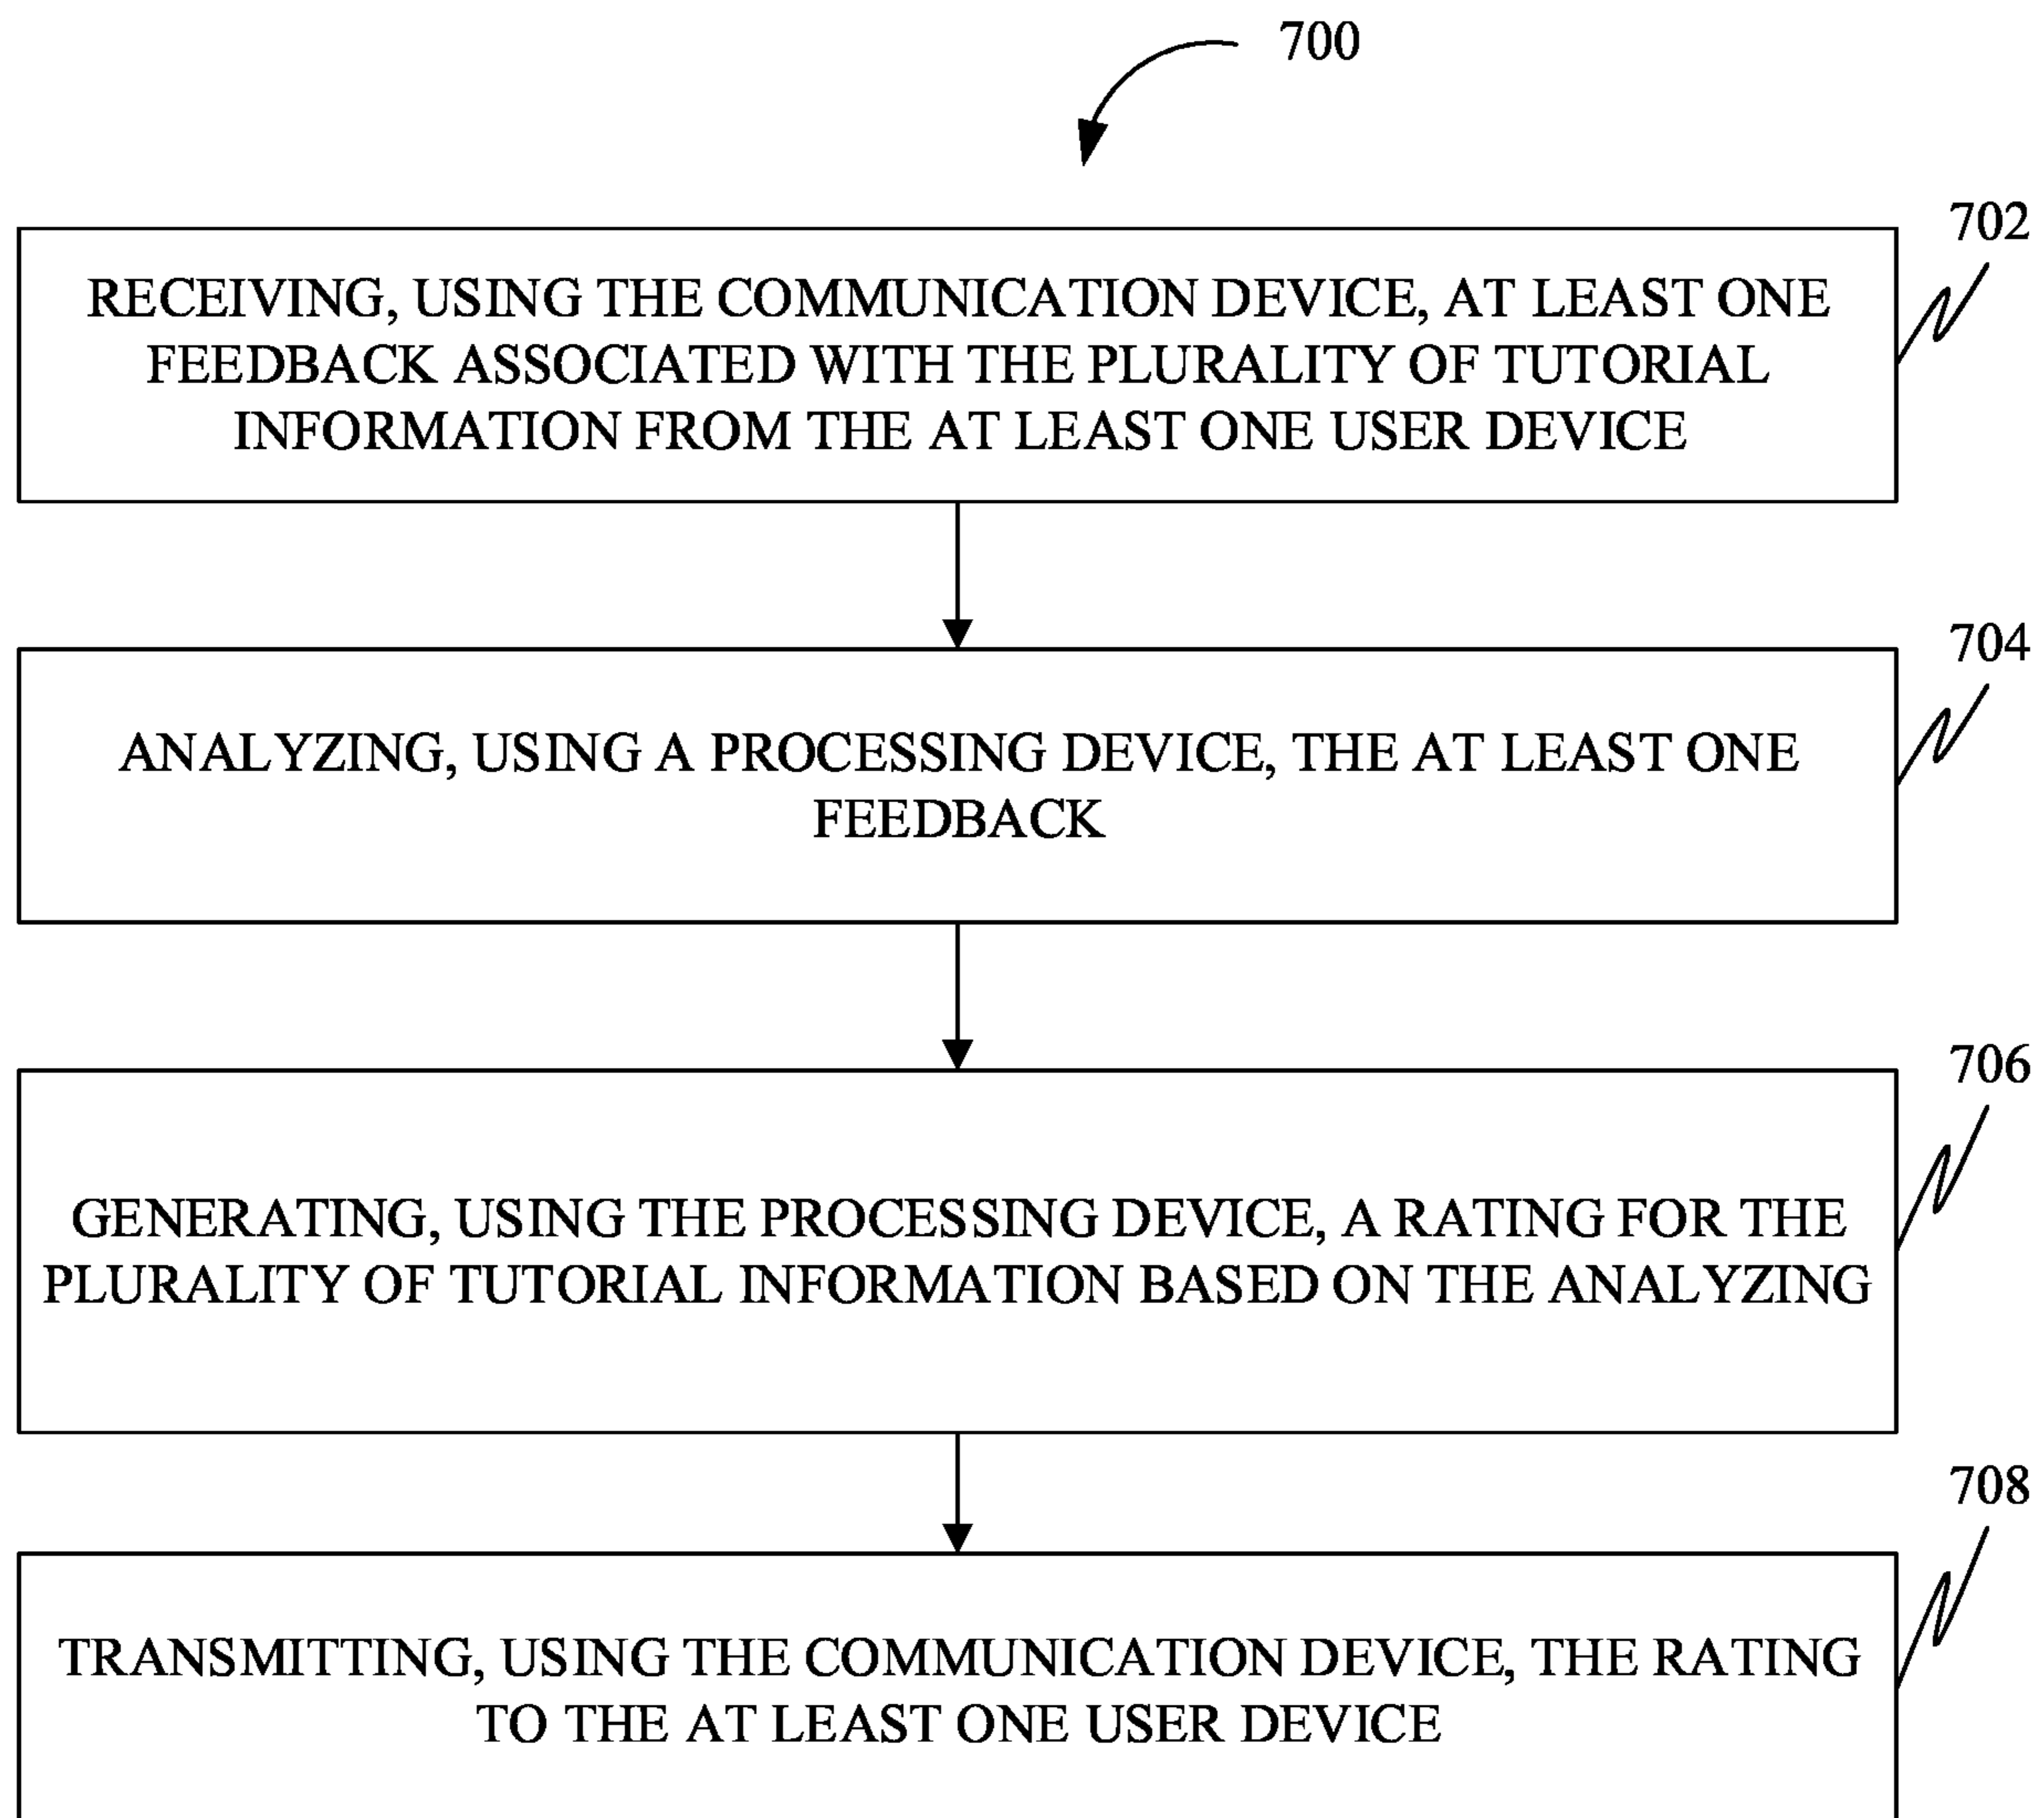 700
702
RECEIVING, USING THE COMMUNICATION DEVICE, AT LEAST ONE
FEEDBACK ASSOCIATED WITH THE PLURALITY OF TUTORIAL
INFORMATION FROM THE AT LEAST ONE USER DEVICE
704
ANALYZING, USING A PROCESSING DEVICE, THE AT LEAST ONE
FEEDBACK
706
GENERATING, USING THE PROCESSING DEVICE, A RATING FOR THE
PLURALITY OF TUTORIAL INFORMATION BASED ON THE ANALYZING
708
TRANSMITTING, USING THE COMMUNICATION DEVICE, THE RATING
TO THE AT LEAST ONE USER DEVICE